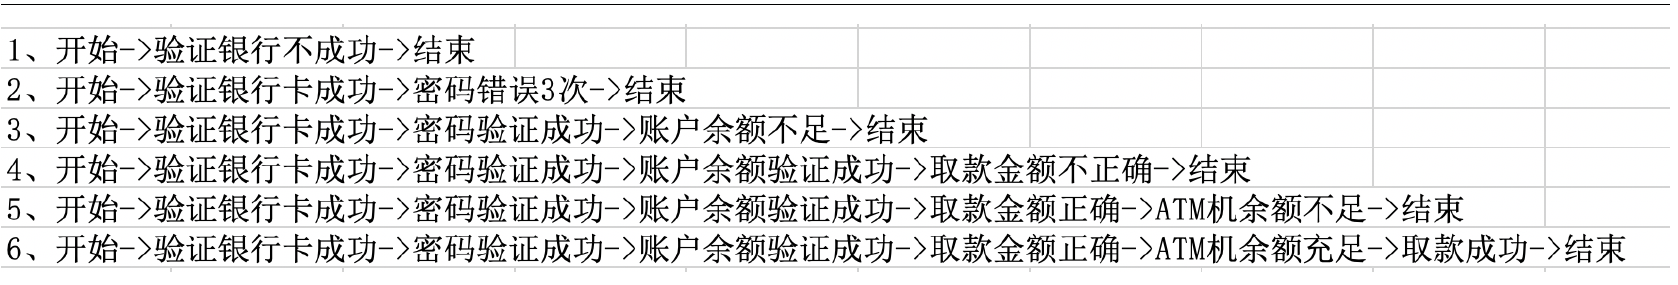 1、开始->验证银行不成功->结束
2、开始->验证银行卡成功->密码错误3次->结束
3、开始->验证银行卡成功->密码验证成功->账户余额不足->结束
4、开始->验证银行卡成功->密码验证成功->账户余额验证成功->取款金额不正确->结束
5、开始->验证银行卡成功->密码验证成功->账户余额验证成功->取款金额正确->ATM机余额不足->结束
6、开始->验证银行卡成功->密码验证成功->账户余额验证成功->取款金额正确->ATM机余额充足->取款成功->结束